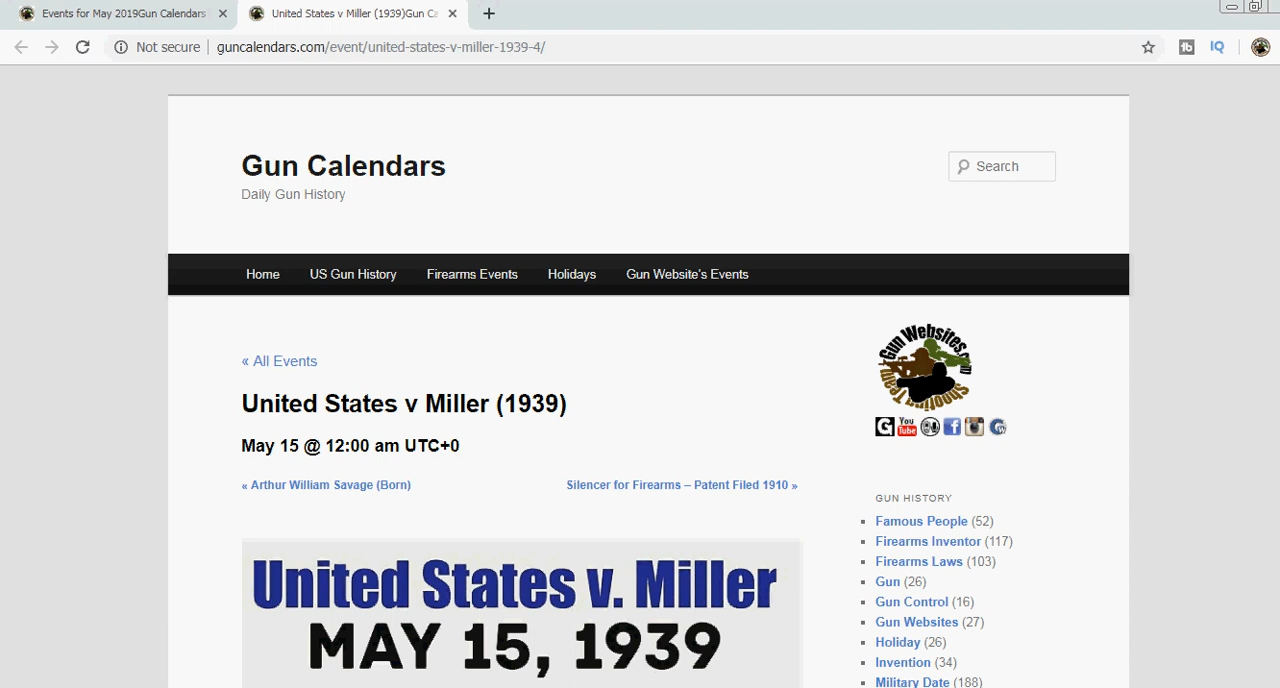 Events for May 2019Gun Calendars
United States v Miller (1939)Gun Ca
Not secure | guncalendars.com/event/united-states-v-miller-1939-4/
IQ
Gun Calendars
Daily Gun History
Search
Home US Gun History Firearms Events Holidays Gun Website's Events
Gun Websites.com
Shooting Team
« All Events
United States v Miller (1939)
May 15 @ 12:00 am UTC+0
« Arthur William Savage (Born)
Silencer for Firearms – Patent Filed 1910 »
You Tube
GUN HISTORY
Famous People (52)
Firearms Inventor (117)
Firearms Laws (103)
Gun (26)
Gun Control (16)
Gun Websites (27)
Holiday (26)
Invention (34)
Military Date (188)
United States v. Miller
MAY 15, 1939